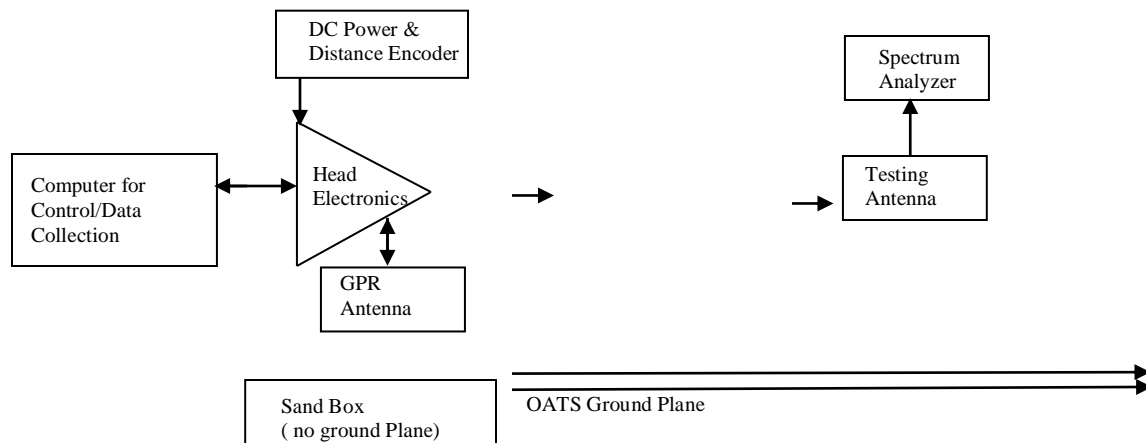 DC Power &
Distance Encoder
Spectrum
Analyzer
Computer for
Control/Data
Collection
Head
Electronics
Testing
Antenna
GPR
Antenna
Sand Box
( no ground Plane)
OATS Ground Plane